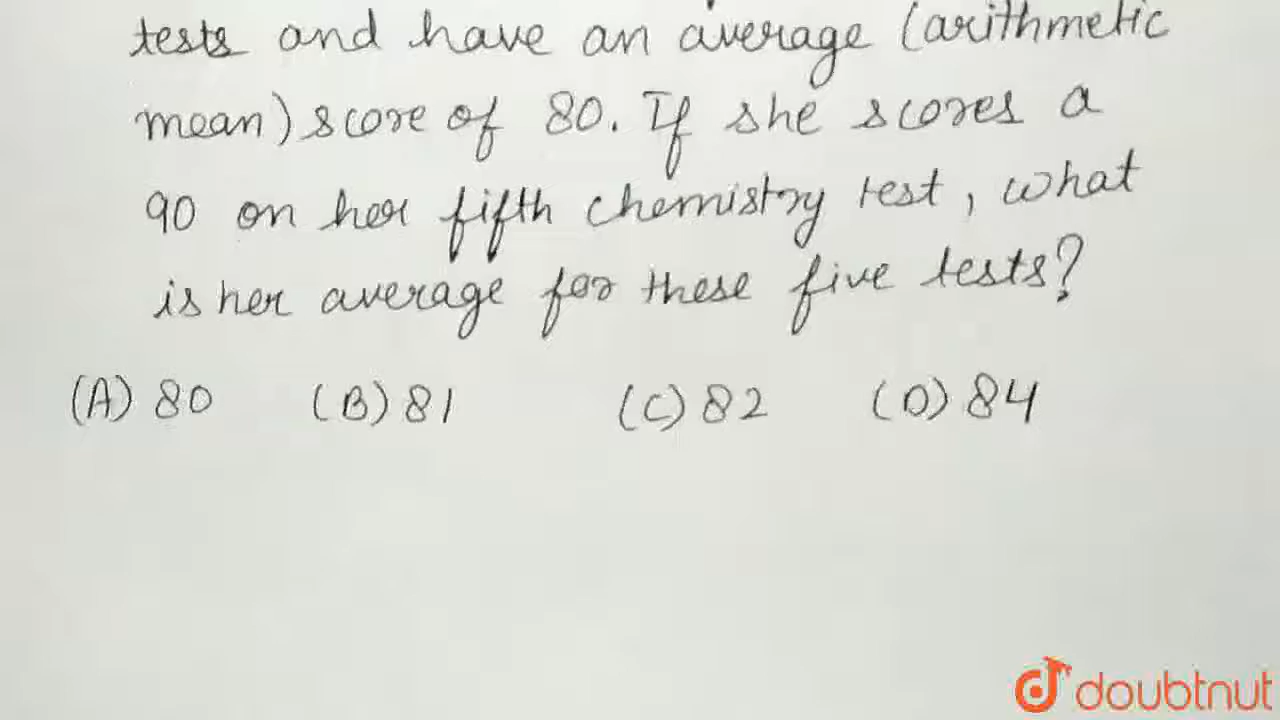 tests and have an average (arithmetic
mean) score of 80. If she scores a
90 on her fifth chemistry test, what
is her average for these five tests?
(A) 80 (B) 81 (C) 82 (D) 84
doubtnut